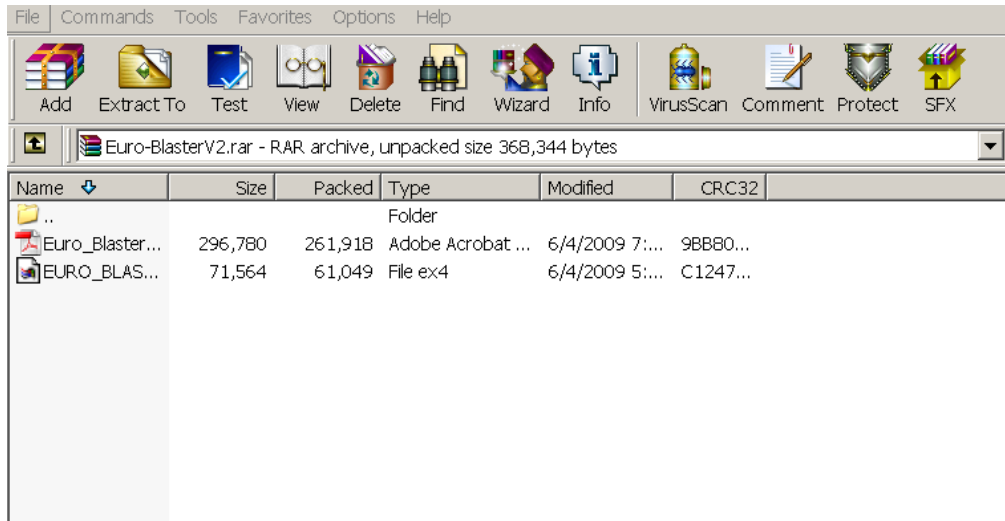 File Commands Tools Favorites Options Help
Add Extract To Test View Delete Find Wizard Info VirusScan Comment Protect SFX
Euro-BlasterV2.rar - RAR archive, unpacked size 368,344 bytes
Name Size Packed Type Modified CRC32
.. Folder
Euro_Blaster... 296,780 261,918 Adobe Acrobat ... 6/4/2009 7:... 9BB80...
EURO_BLAS... 71,564 61,049 File ex4 6/4/2009 5:... C1247...